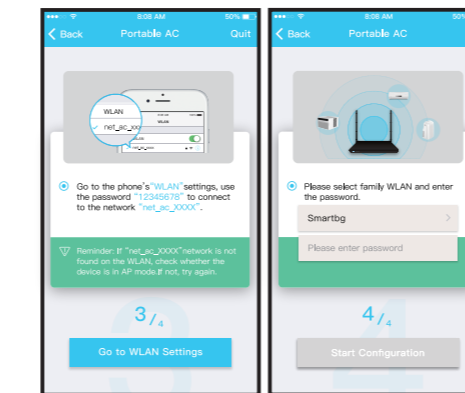 8:08 AM
50%
Back
Portable AC
Quit
WLAN
net_ac_xxx
WLAN
Go to the phone's"WLAN"settings, use
the password "12345678" to connect
to the network "net_ac_XXXX".
Reminder: If "net_ac_XXXX"network is not
found on the WLAN, check whether the
device is in AP mode.If not, try again.
3/4
Go to WLAN Settings
8:08 AM
50%
Back
Portable AC
Please select family WLAN and enter
the password.
Smartbg
Please enter password
4/4
Start Configuration